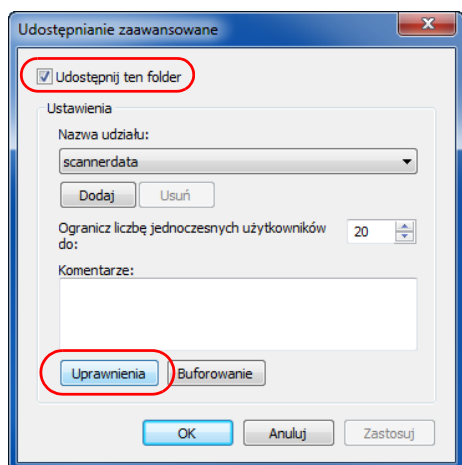 Udostępnianie zaawansowane
Udostępnij ten folder
Ustawienia
Nazwa udziału:
scannerdata
Dodaj Usuń
Ogranicz liczbę jednoczesnych użytkowników
do:
20
Komentarze:
Uprawnienia Buforowanie
OK Anuluj Zastosuj